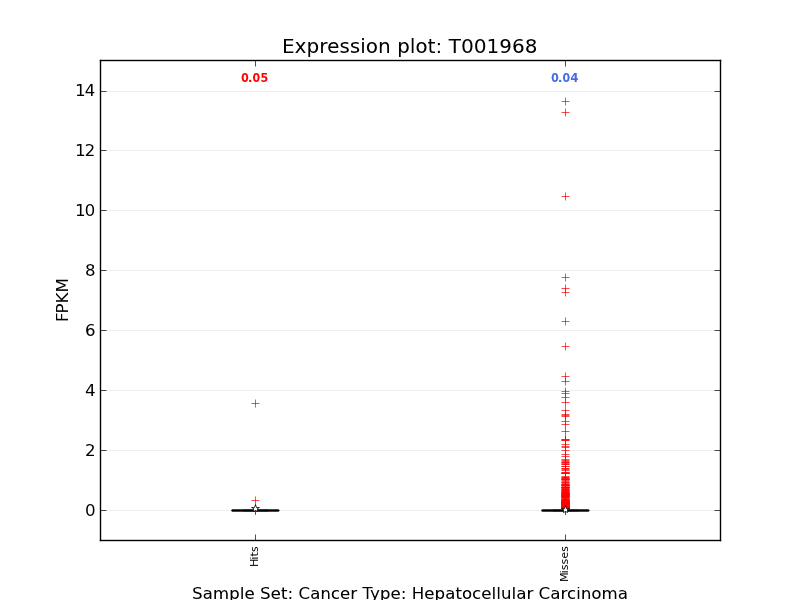 Expression plot: T001968
0.05 0.04
14
12
10
8
6
4
2
0
FPKM
Hits Misses
Sample Set: Cancer Type: Hepatocellular Carcinoma